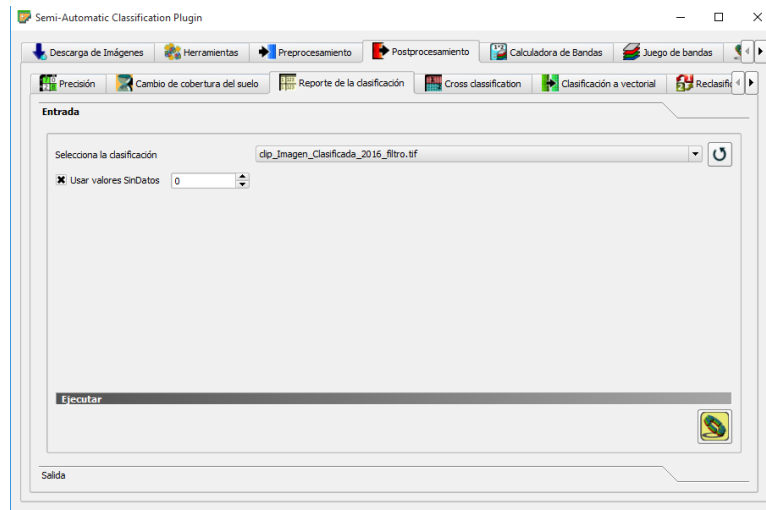 Semi-Automatic Classification Plugin
Descarga de Imágenes Herramientas Preprocesamiento Postprocesamiento Calculadora de Bandas Juego de bandas
Precisión Cambio de cobertura del suelo Reporte de la clasificación Cross classification Clasificación a vectorial Reclasific
Entrada
Selecciona la clasificación clip_Imagen_Clasificada_2016_filtro.tif
Usar valores SinDatos 0
Ejecutar
Salida